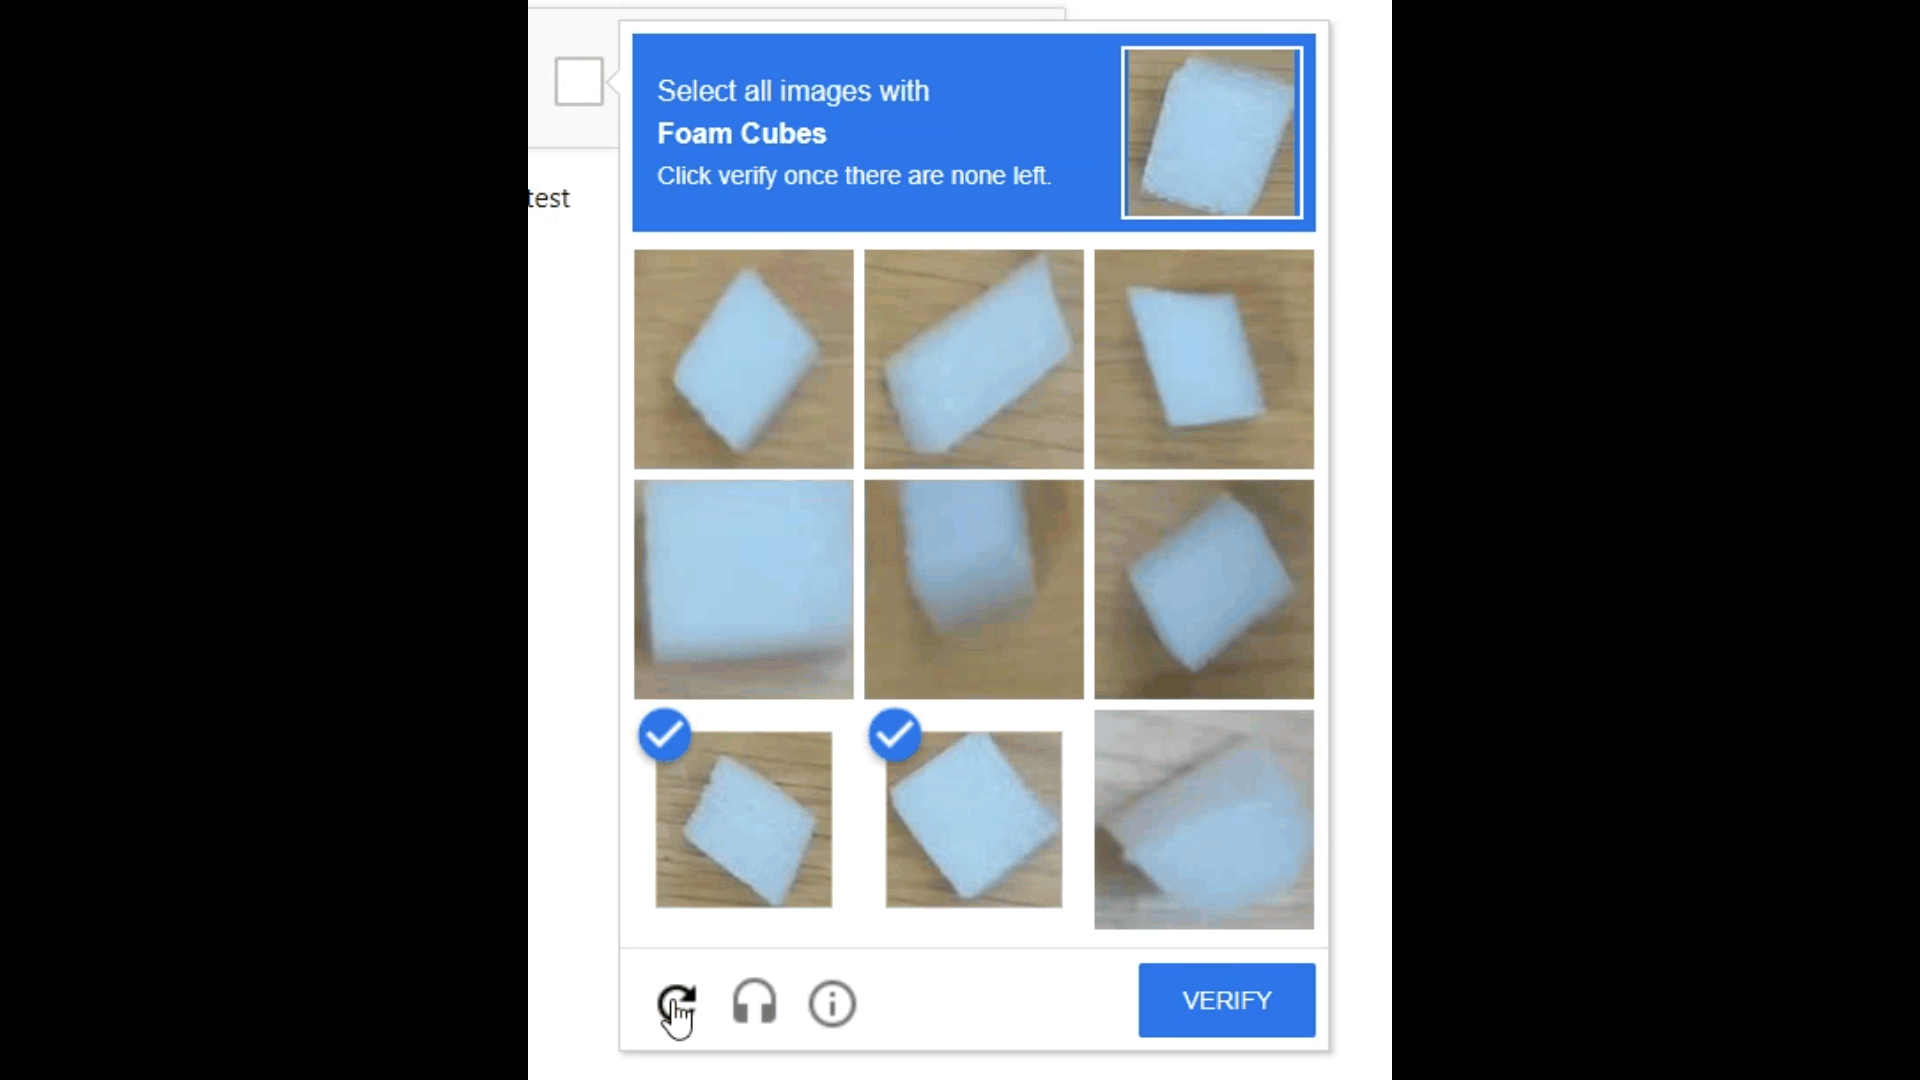 Select all images with
Foam Cubes
Click verify once there are none left.
test
VERIFY